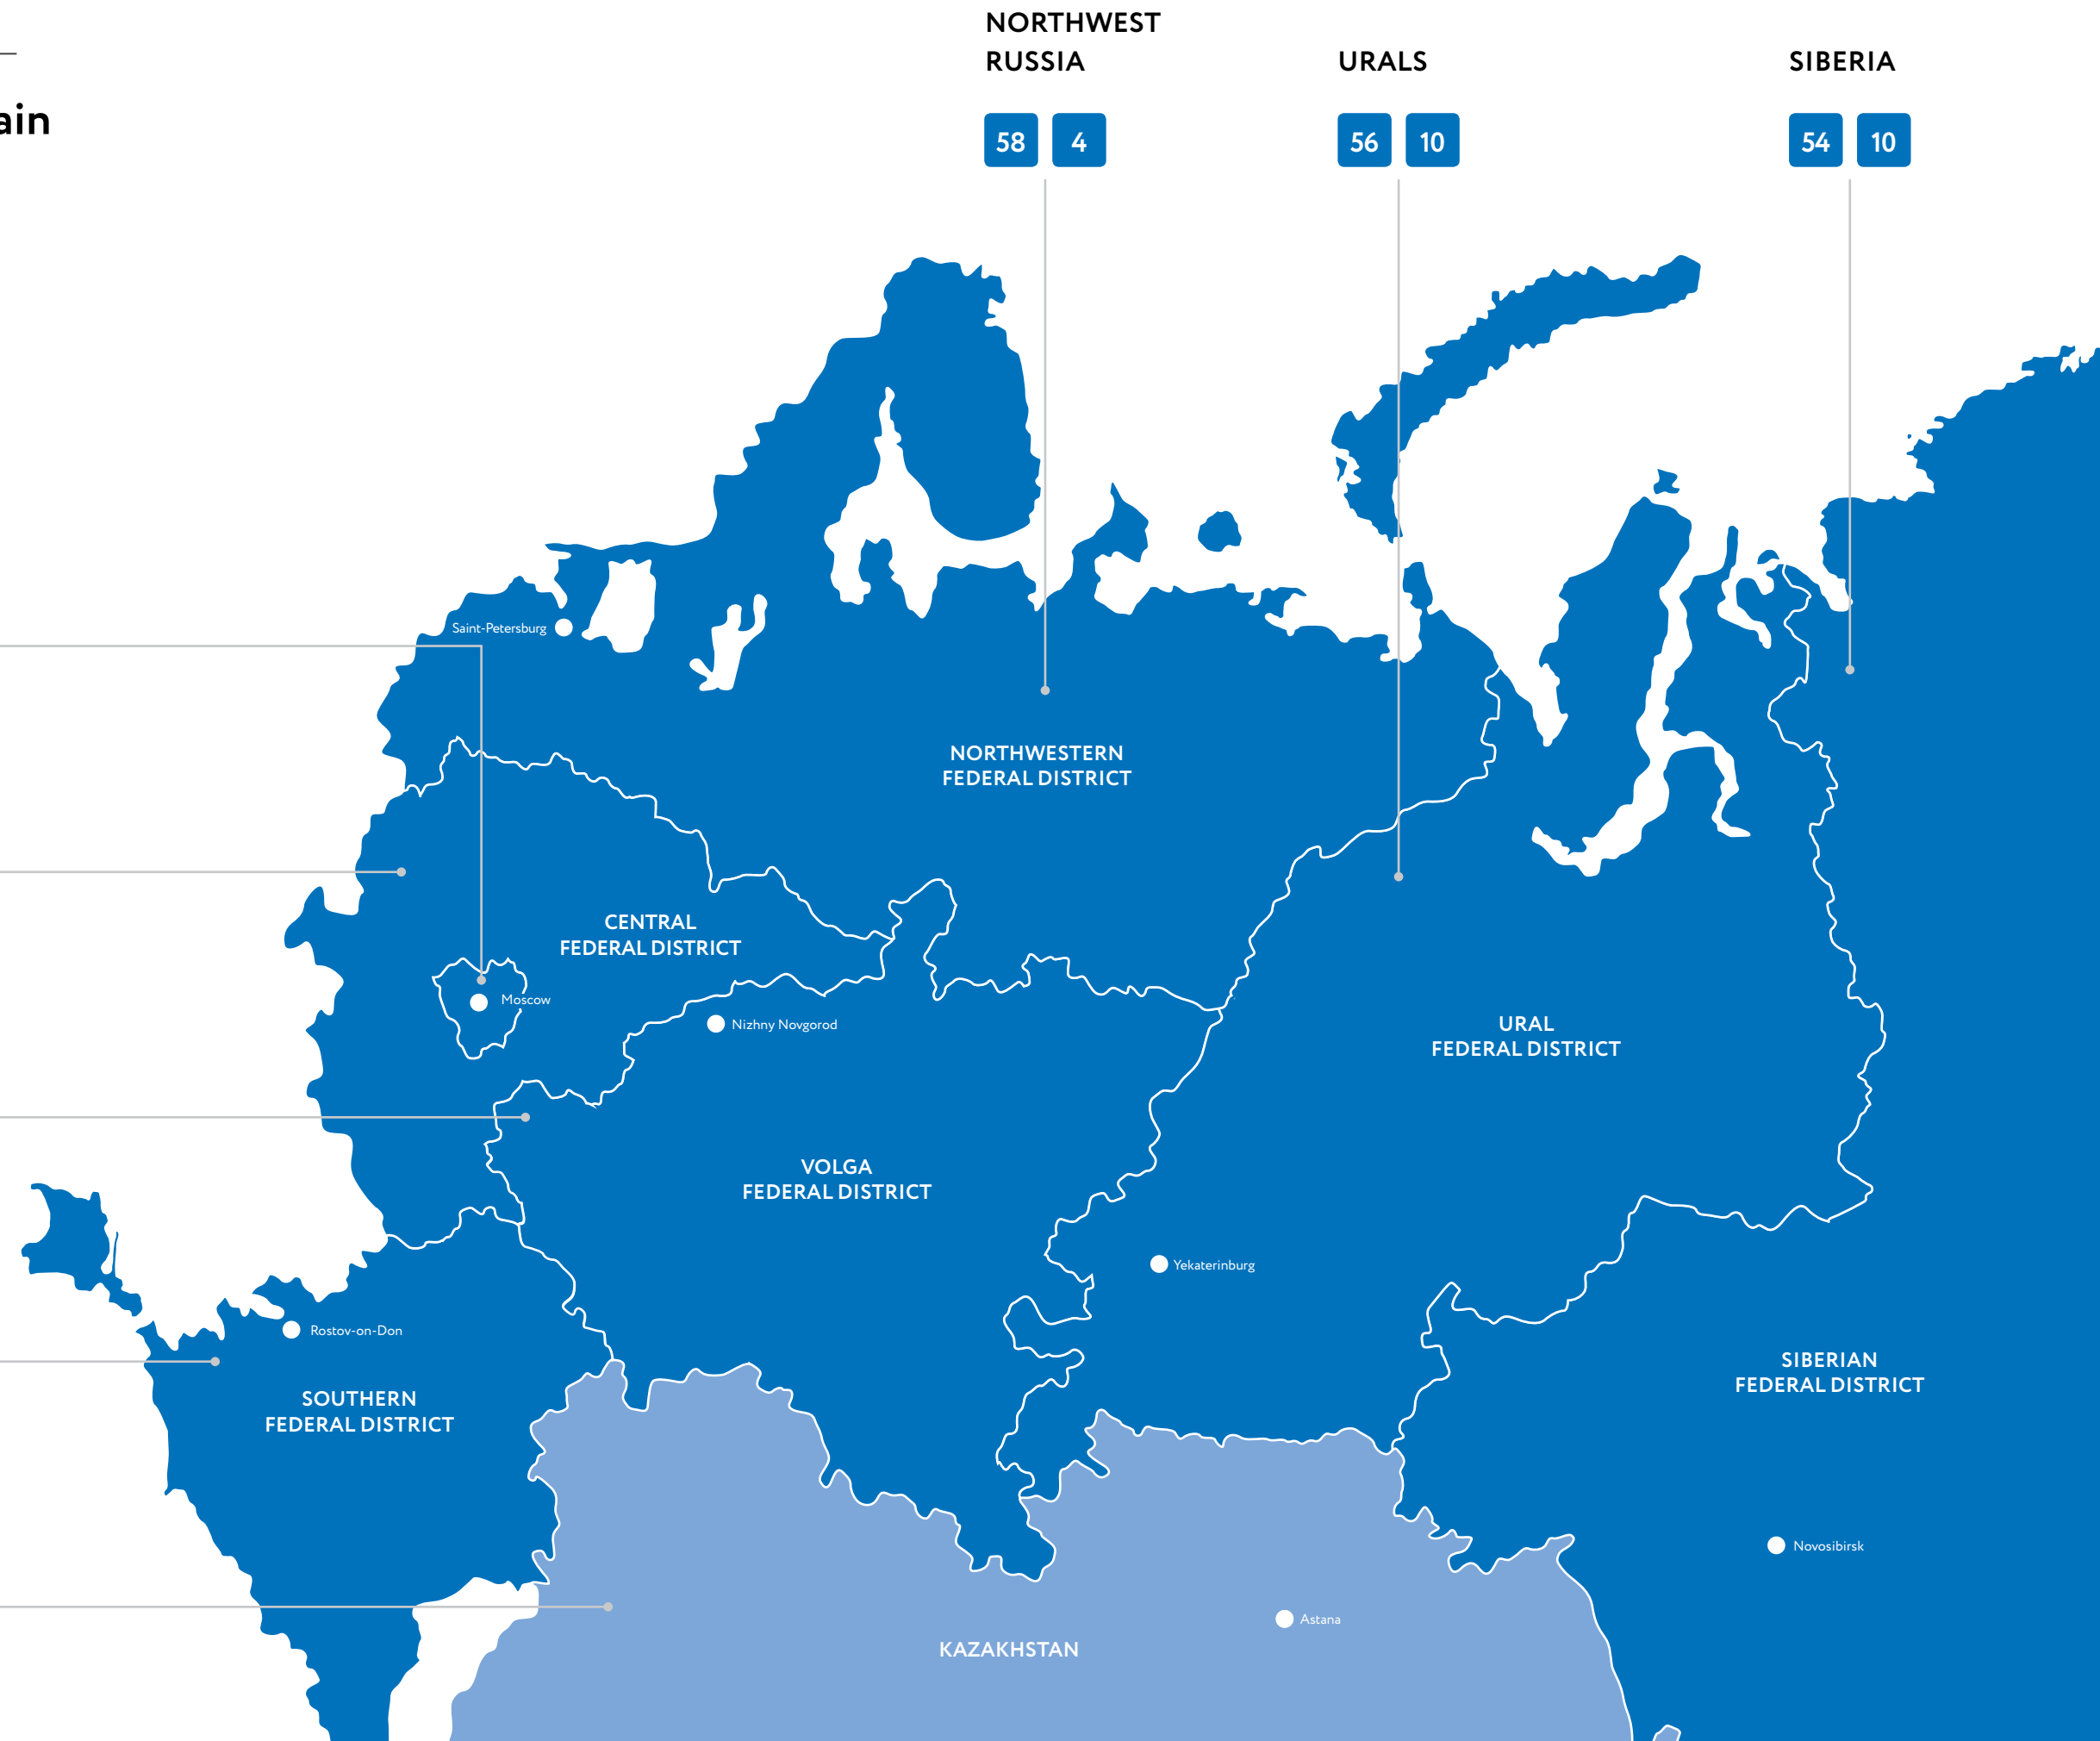 NORTHWEST
RUSSIA
URALS
SIBERIA
ain
58 4
56 10
54 10
Saint-Petersburg
NORTHWESTERN
FEDERAL DISTRICT
CENTRAL
FEDERAL DISTRICT
Moscow
Nizhny Novgorod
URAL
FEDERAL DISTRICT
VOLGA
FEDERAL DISTRICT
Yekaterinburg
Rostov-on-Don
SOUTHERN
FEDERAL DISTRICT
SIBERIAN
FEDERAL DISTRICT
Novosibirsk
Astana
KAZAKHSTAN